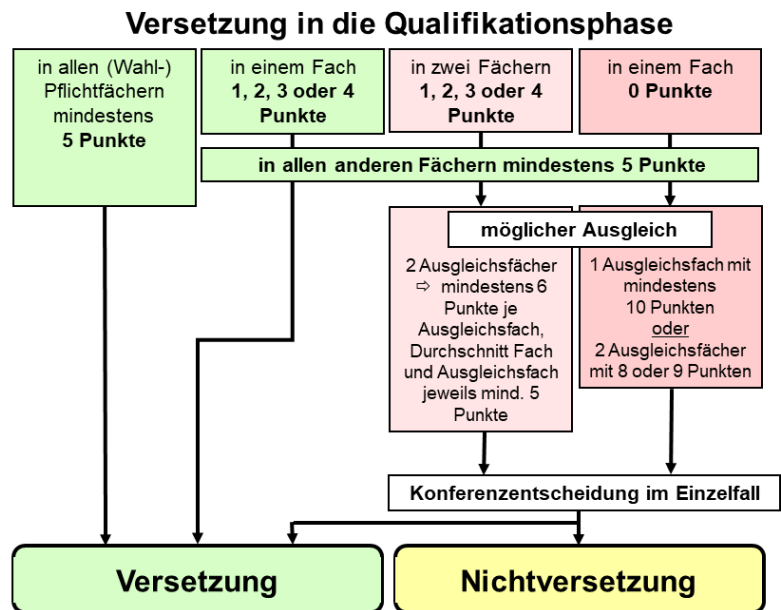 Versetzung in die Qualifikationsphase
in allen (Wahl-)
Pflichtfächern
mindestens
5 Punkte
in einem Fach
1, 2, 3 oder 4
Punkte
in zwei Fächern
1, 2, 3 oder 4
Punkte
in einem Fach
0 Punkte
in allen anderen Fächern mindestens 5 Punkte
möglicher Ausgleich
2 Ausgleichsfächer
⇨ mindestens 6
Punkte je
Ausgleichsfach,
Durchschnitt Fach
und Ausgleichsfach
jeweils mind. 5
Punkte
1 Ausgleichsfach mit
mindestens
10 Punkten
oder
2 Ausgleichsfächer
mit 8 oder 9 Punkten
Konferenzentscheidung im Einzelfall
Versetzung
Nichtversetzung